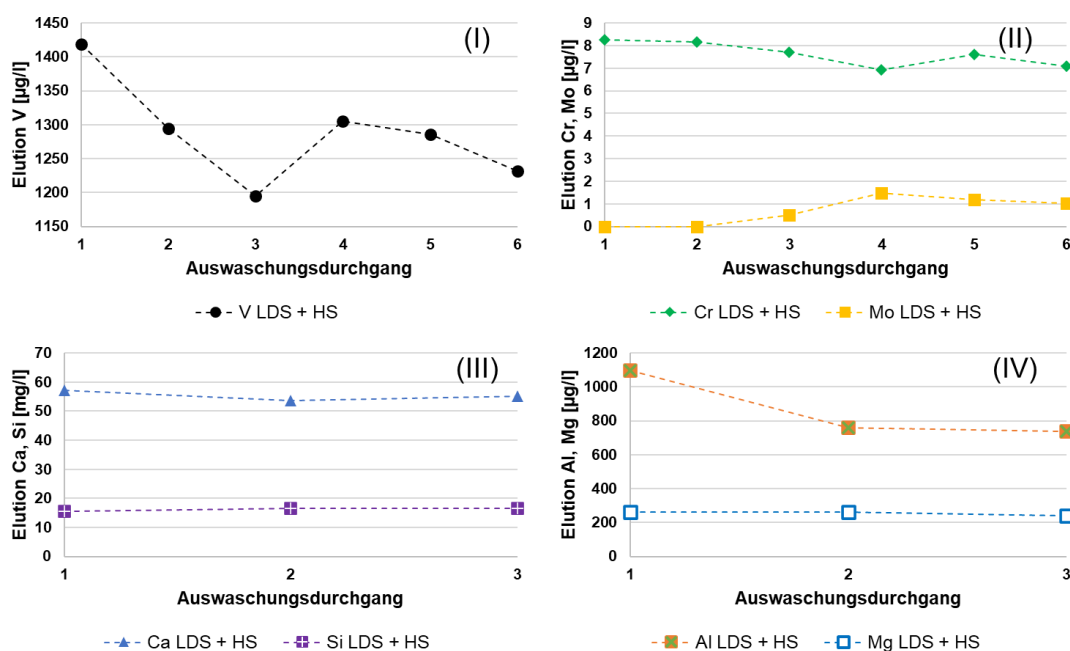 (I)
Elution V [µg/l]
1450
1400
1350
1300
1250
1200
1150
1 2 3 4 5 6
Auswaschungsdurchgang
V LDS + HS
(II)
Elution Cr, Mo [µg/l]
9
8
7
6
5
4
3
2
1
0
1 2 3 4 5 6
Auswaschungsdurchgang
Cr LDS + HS Mo LDS + HS
(III)
Elution Ca, Si [mg/l]
70
60
50
40
30
20
10
0
1 2 3
Auswaschungsdurchgang
Ca LDS + HS Si LDS + HS
(IV)
Elution Al, Mg [µg/l]
1200
1000
800
600
400
200
0
1 2 3
Auswaschungsdurchgang
Al LDS + HS Mg LDS + HS